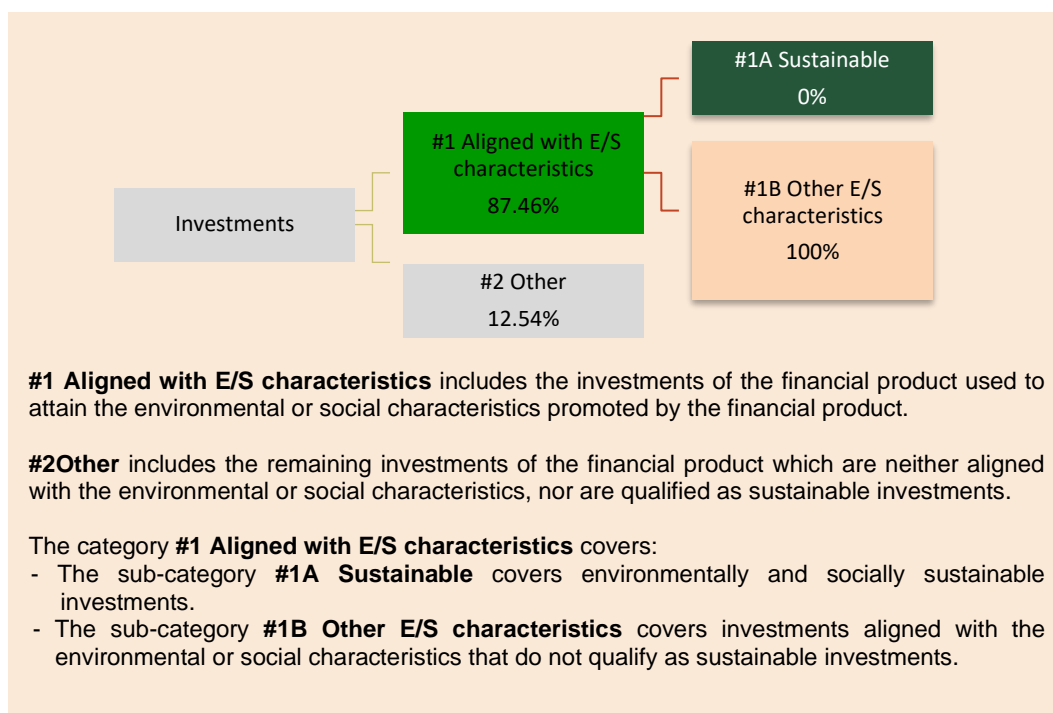 #1A Sustainable
0%
#1 Aligned with E/S
characteristics
87.46%
#1B Other E/S
characteristics
100%
Investments
#2 Other
12.54%
#1 Aligned with E/S characteristics includes the investments of the financial product used to
attain the environmental or social characteristics promoted by the financial product.
#2Other includes the remaining investments of the financial product which are neither aligned
with the environmental or social characteristics, nor are qualified as sustainable investments.
The category #1 Aligned with E/S characteristics covers:
- The sub-category #1A Sustainable covers environmentally and socially sustainable
investments.
- The sub-category #1B Other E/S characteristics covers investments aligned with the
environmental or social characteristics that do not qualify as sustainable investments.